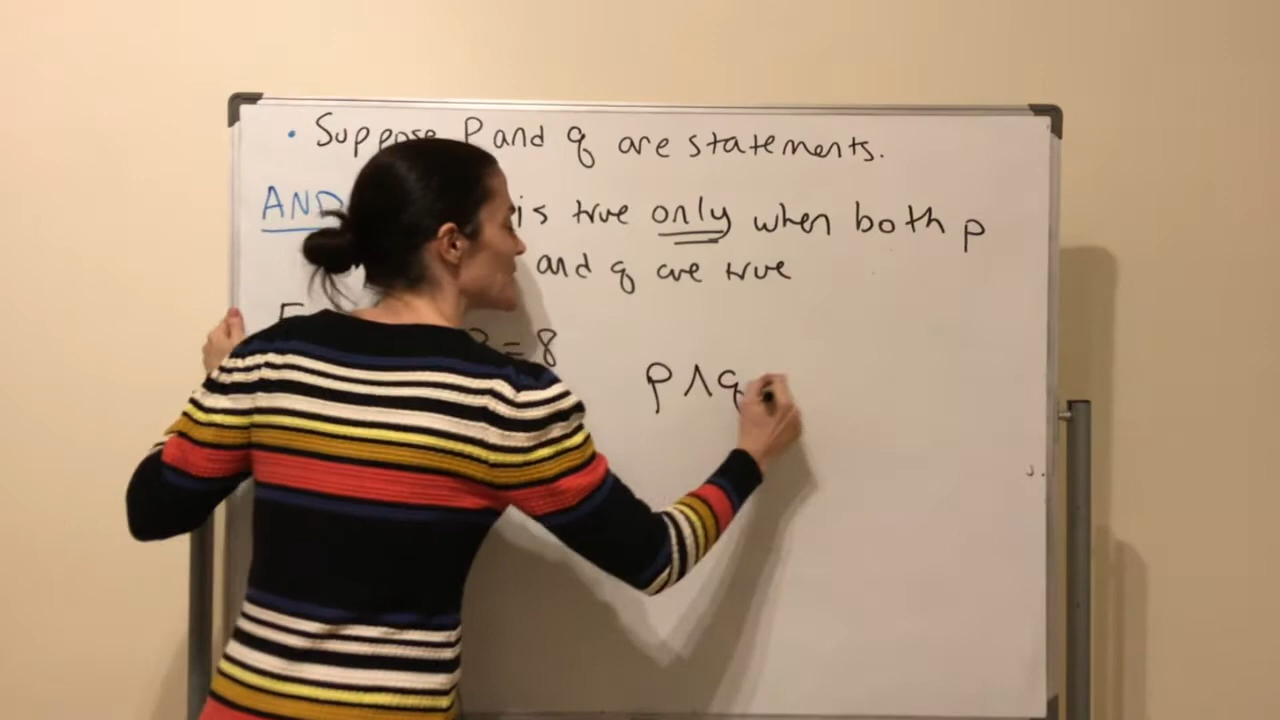 • Suppose P and q are statements.
AND is true only when both p
and q are true
= 8
p ∧ q